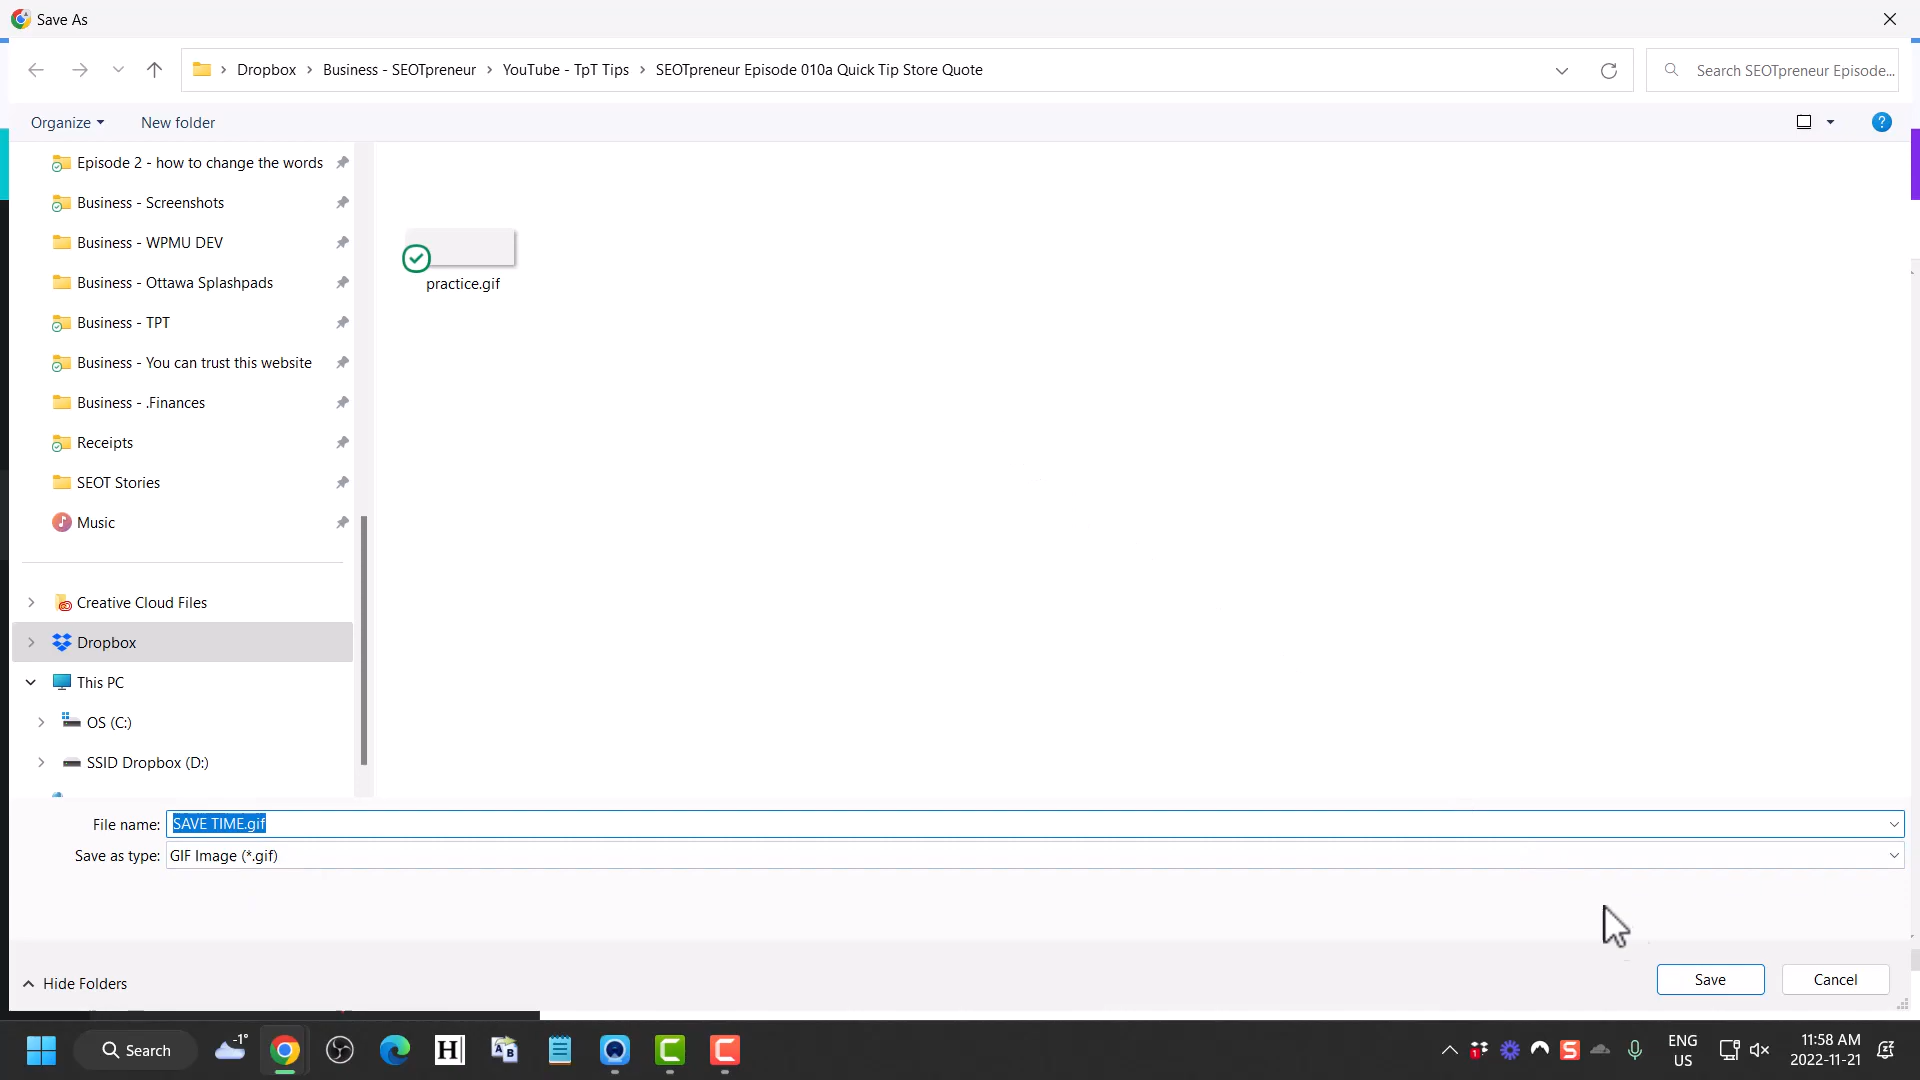 Save As
Dropbox > Business - SEOTpreneur > YouTube - TpT Tips > SEOTpreneur Episode 010a Quick Tip Store Quote
Search SEOTpreneur Episode...
Organize New folder
?
Episode 2 - how to change the words
Business - Screenshots
Business - WPMU DEV
Business - Ottawa Splashpads
Business - TPT
Business - You can trust this website
Business - .Finances
Receipts
SEOT Stories
Music
Creative Cloud Files
Dropbox
This PC
OS (C:)
SSID Dropbox (D:)
practice.gif
File name: SAVE TIME.gif
Save as type: GIF Image (*.gif)
Hide Folders
Save Cancel
Search
-1°
H
A B
C
C
1
S
ENG
US
11:58 AM
2022-11-21